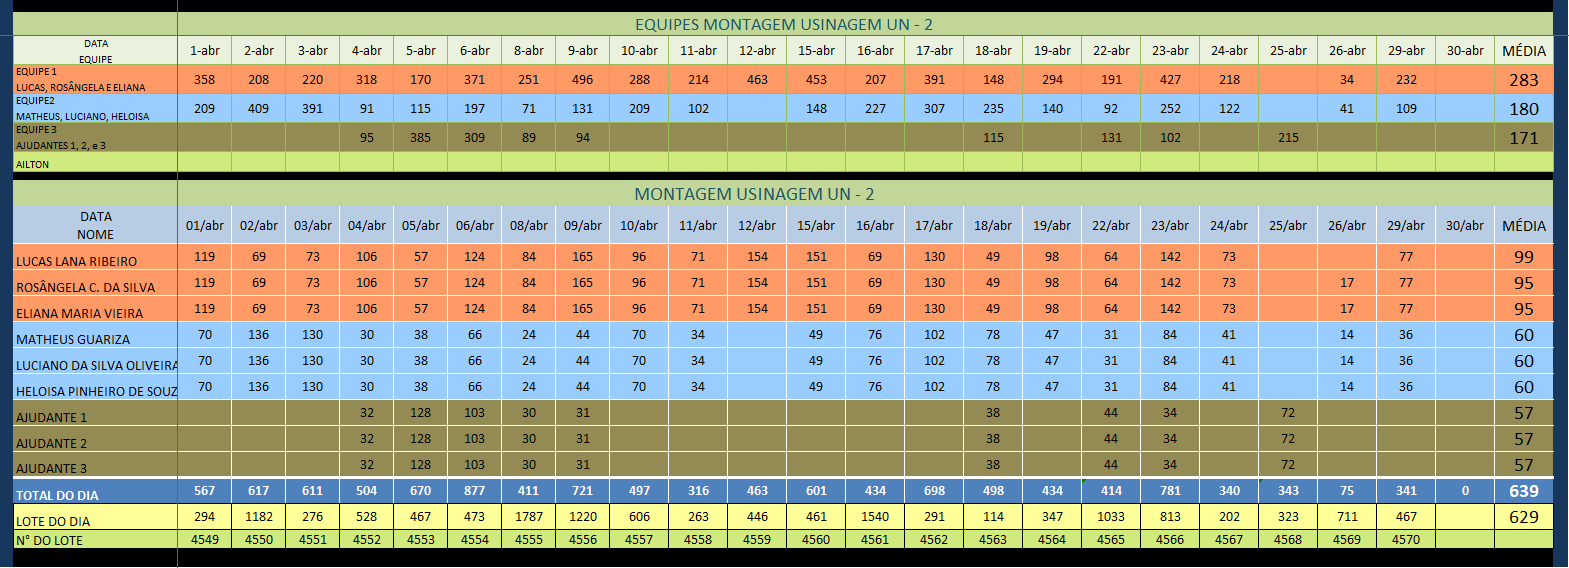 EQUIPES MONTAGEM USINAGEM UN - 2
DATA
EQUIPE 1-abr 2-abr 3-abr 4-abr 5-abr 6-abr 8-abr 9-abr 10-abr 11-abr 12-abr 15-abr 16-abr 17-abr 18-abr 19-abr 22-abr 23-abr 24-abr 25-abr 26-abr 29-abr 30-abr MÉDIA
EQUIPE 1
LUCAS, ROSÂNGELA E ELIANA 358 208 220 318 170 371 251 496 288 214 463 453 207 391 148 294 191 427 218 34 232 283
EQUIPE2
MATHEUS, LUCIANO, HELOISA 209 409 391 91 115 197 71 131 209 102 148 227 307 235 140 92 252 122 41 109 180
EQUIPE 3
AJUDANTES 1, 2, e 3 95 385 309 89 94 115 131 102 215 171
AILTON
MONTAGEM USINAGEM UN - 2
DATA
NOME 01/abr 02/abr 03/abr 04/abr 05/abr 06/abr 08/abr 09/abr 10/abr 11/abr 12/abr 15/abr 16/abr 17/abr 18/abr 19/abr 22/abr 23/abr 24/abr 25/abr 26/abr 29/abr 30/abr MÉDIA
LUCAS LANA RIBEIRO 119 69 73 106 57 124 84 165 96 71 154 151 69 130 49 98 64 142 73 77 99
ROSÂNGELA C. DA SILVA 119 69 73 106 57 124 84 165 96 71 154 151 69 130 49 98 64 142 73 17 77 95
ELIANA MARIA VIEIRA 119 69 73 106 57 124 84 165 96 71 154 151 69 130 49 98 64 142 73 17 77 95
MATHEUS GUARIZA 70 136 130 30 38 66 24 44 70 34 49 76 102 78 47 31 84 41 14 36 60
LUCIANO DA SILVA OLIVEIRA 70 136 130 30 38 66 24 44 70 34 49 76 102 78 47 31 84 41 14 36 60
HELOISA PINHEIRO DE SOUZ 70 136 130 30 38 66 24 44 70 34 49 76 102 78 47 31 84 41 14 36 60
AJUDANTE 1 32 128 103 30 31 38 44 34 72 57
AJUDANTE 2 32 128 103 30 31 38 44 34 72 57
AJUDANTE 3 32 128 103 30 31 38 44 34 72 57
TOTAL DO DIA 567 617 611 504 670 877 411 721 497 316 463 601 434 698 498 434 414 781 340 343 75 341 0 639
LOTE DO DIA 294 1182 276 528 467 473 1787 1220 606 263 446 461 1540 291 114 347 1033 813 202 323 711 467 629
N° DO LOTE 4549 4550 4551 4552 4553 4554 4555 4556 4557 4558 4559 4560 4561 4562 4563 4564 4565 4566 4567 4568 4569 4570